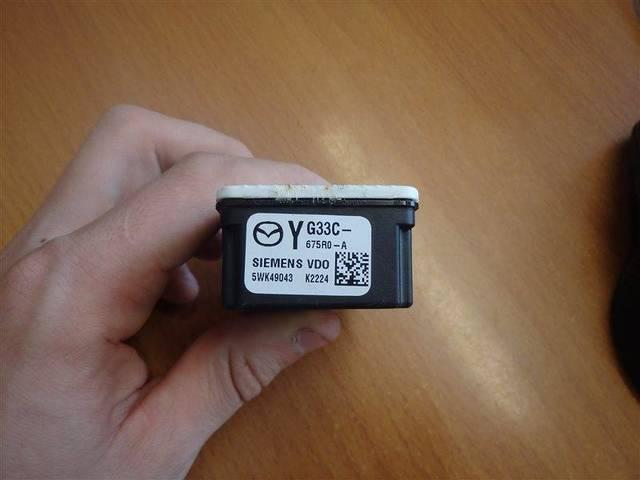 Y G33C-
675R0-A
SIEMENS VDO
5WK49043 K2224